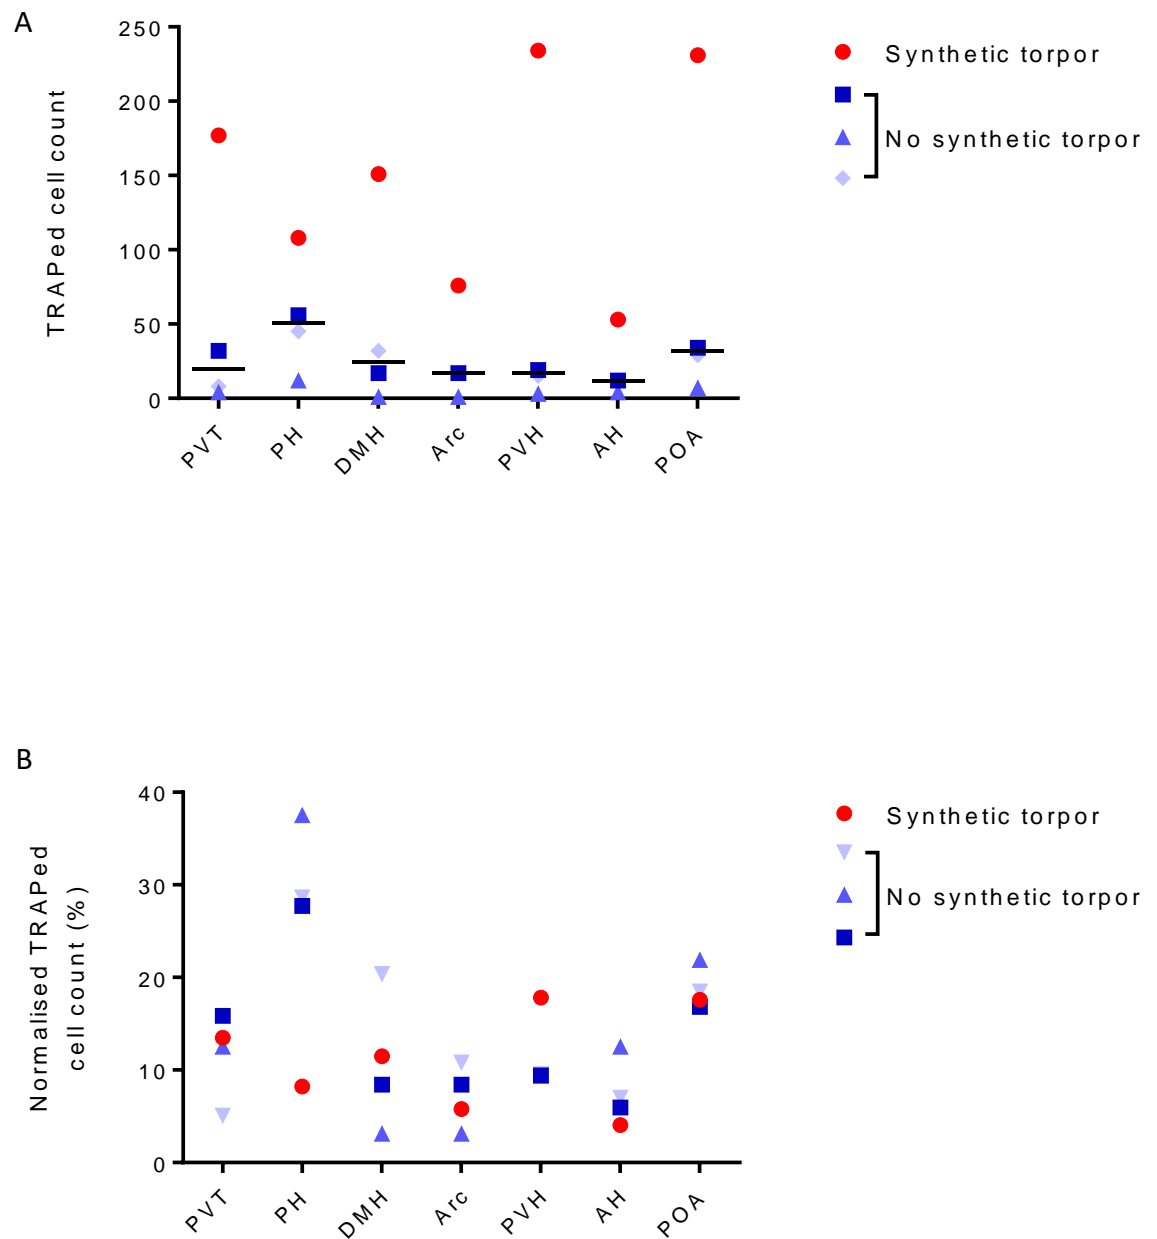 A
TRAPed cell count
250
200
150
100
50
0
PVT
PH
DMH
Arc
PVH
AH
POA
Synthetic torpor
No synthetic torpor
B
Normalised TRAPed
cell count (%)
40
30
20
10
0
PVT
PH
DMH
Arc
PVH
AH
POA
Synthetic torpor
No synthetic torpor